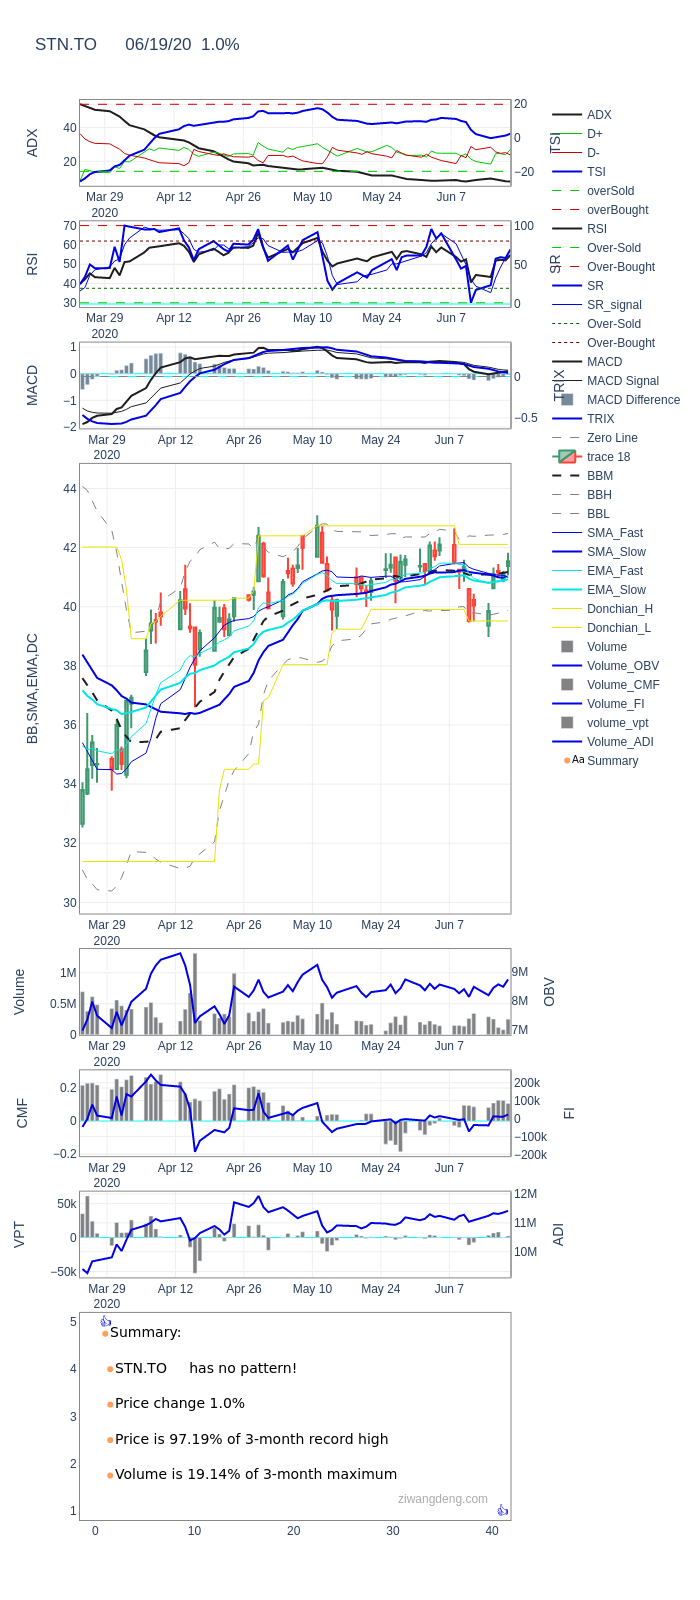 STN.TO 06/19/20 1.0%
ADX
40
20
20
0
−20
TSI
Mar 29 Apr 12 Apr 26 May 10 May 24 Jun 7
2020
RSI
70
60
50
40
30
100
50
0
SR
Mar 29 Apr 12 Apr 26 May 10 May 24 Jun 7
2020
MACD
1
0
−1
−2
0
−0.5
TRIX
Mar 29 Apr 12 Apr 26 May 10 May 24 Jun 7
2020
BB,SMA,EMA,DC
44
42
40
38
36
34
32
30
Mar 29 Apr 12 Apr 26 May 10 May 24 Jun 7
2020
Volume
1M
0.5M
0
9M
8M
7M
OBV
Mar 29 Apr 12 Apr 26 May 10 May 24 Jun 7
2020
CMF
0.2
0
−0.2
200k
100k
0
−100k
−200k
FI
Mar 29 Apr 12 Apr 26 May 10 May 24 Jun 7
2020
VPT
50k
0
−50k
12M
11M
10M
ADI
Mar 29 Apr 12 Apr 26 May 10 May 24 Jun 7
2020
5
4
3
2
1
Summary:
STN.TO has no pattern!
Price change 1.0%
Price is 97.19% of 3-month record high
Volume is 19.14% of 3-month maximum
ziwangdeng.com
0 10 20 30 40
ADX
D+
D-
TSI
overSold
overBought
RSI
Over-Sold
Over-Bought
SR
SR_signal
Over-Sold
Over-Bought
MACD
MACD Signal
MACD Difference
TRIX
Zero Line
trace 18
BBM
BBH
BBL
SMA_Fast
SMA_Slow
EMA_Fast
EMA_Slow
Donchian_H
Donchian_L
Volume
Volume_OBV
Volume_CMF
Volume_FI
volume_vpt
Volume_ADI
Aa Summary